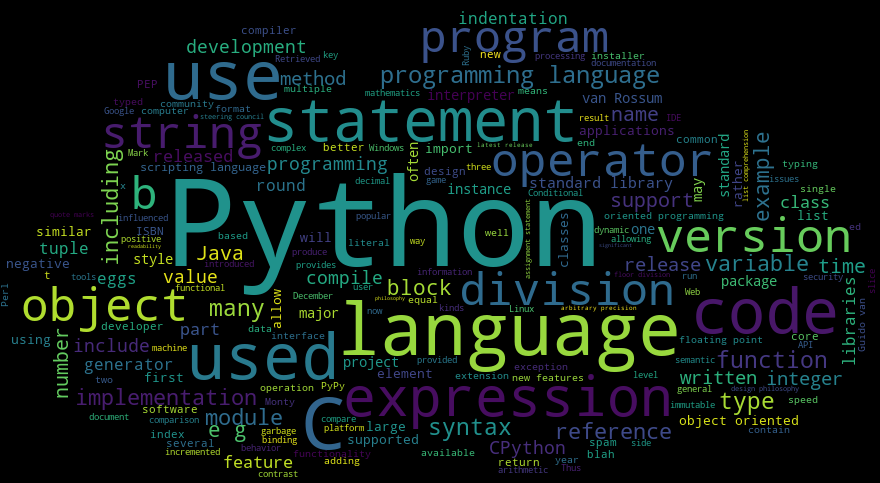 indentation
compiler
program
development
Retrieved
key
Ruby
new
processing
installer
documentation
use
method
programming language
PEP
multiple
mathematics
means
typed
community
format
interpreter
van Rossum
Google
computer
steering council
statement
result
name
IDE
string
applications
Mark
complex
better
Windows
often
import
latest release
end
common
standard
list comprehension
example
released
operator
scripting language
programming
design
three
rather
typing
including
b
round
decimal
game
instance
Conditional
standard library
support
may
issues
x
Python
oriented programming
class
single
quote marks
influenced
ISBN
based
will
literal
popular
way
well
assignment statement
classes
dynamic
one
list
similar
positive
readability
Java
produce
allowing
significant
version
ed
tuple
style
introduced
provides
compile
information
floor division
release
variable
time
negative
eggs
value
functional
December
philosophy
block
division
Web
package
security
libraries
Guido van
slice
t
tools
user
kinds
Perl
object
many
allow
major
equal
Linux
arbitrary precision
code
developer
part
data
now
language
using
number
include
machine
used
interface
project
provided
floating point
core
API
function
generator
element
exception
semantic
first
extension
new features
level
written
integer
two
operation
PyPy
general
design philosophy
speed
implementation
Monty
expression
immutable
type
document
software
module
compare
C
comparison
garbage
binding
platform
large
syntax
reference
object oriented
contain
e g
index
several
supported
CPython
spam
side
incremented
behavior
functionality
available
blah
feature
adding
return
year
contrast
arithmetic
Thus
run